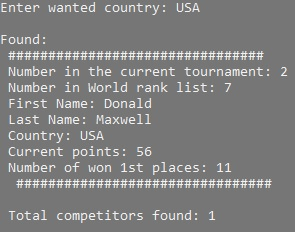 Enter wanted country: USA
Found:
################################
Number in the current tournament: 2
Number in World rank list: 7
First Name: Donald
Last Name: Maxwell
Country: USA
Current points: 56
Number of won 1st places: 11
################################
Total competitors found: 1